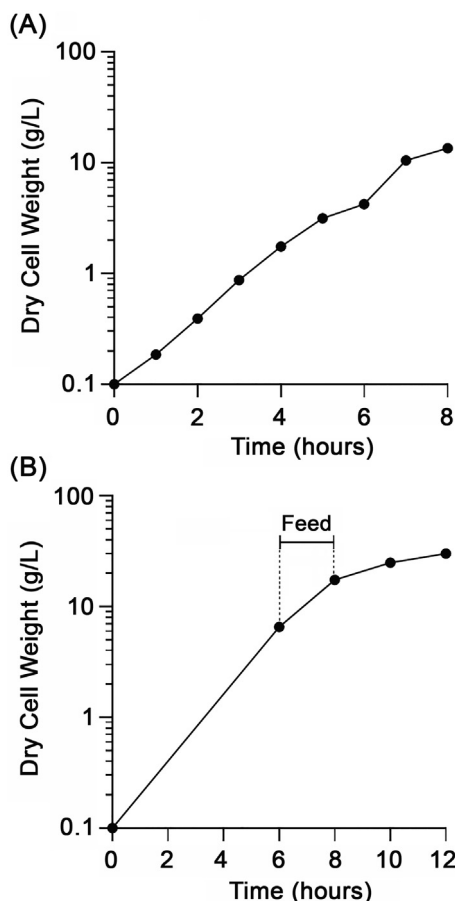 (A)
Dry Cell Weight (g/L)
100
10
1
0.1
0 2 4 6 8
Time (hours)
(B)
Dry Cell Weight (g/L)
100
10
1
0.1
Feed
0 2 4 6 8 10 12
Time (hours)